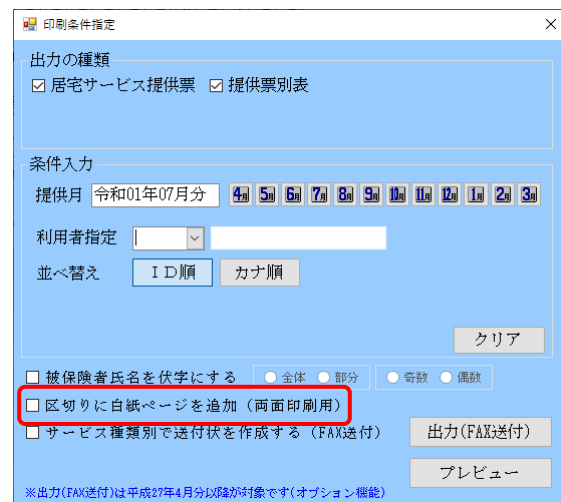 印刷条件指定
出力の種類
居宅サービス提供票 提供票別表
条件入力
提供月 令和01年07月分 4月 5月 6月 7月 8月 9月 10月 11月 12月 1月 2月 3月
利用者指定
並べ替え ID順 カナ順
クリア
被保険者氏名を伏字にする 全体 部分 奇数 偶数
区切りに白紙ページを追加(両面印刷用)
サービス種類別で送付状を作成する(FAX送付) 出力(FAX送付)
プレビュー
※出力(FAX送付)は平成27年4月分以降が対象です(オプション機能)